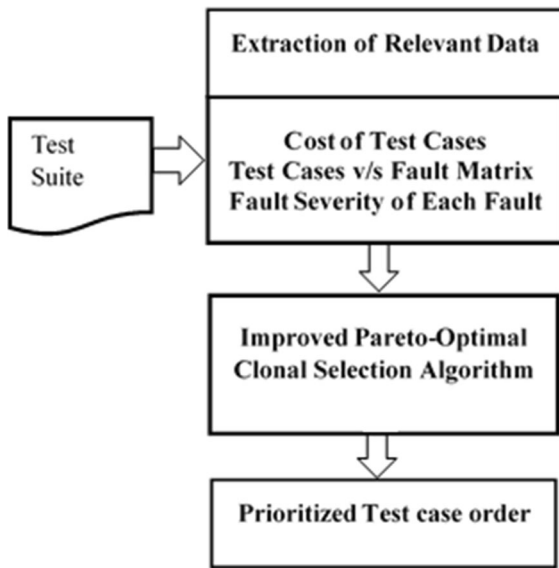 Extraction of Relevant Data
Test
Suite
Cost of Test Cases
Test Cases v/s Fault Matrix
Fault Severity of Each Fault
Improved Pareto-Optimal
Clonal Selection Algorithm
Prioritized Test case order